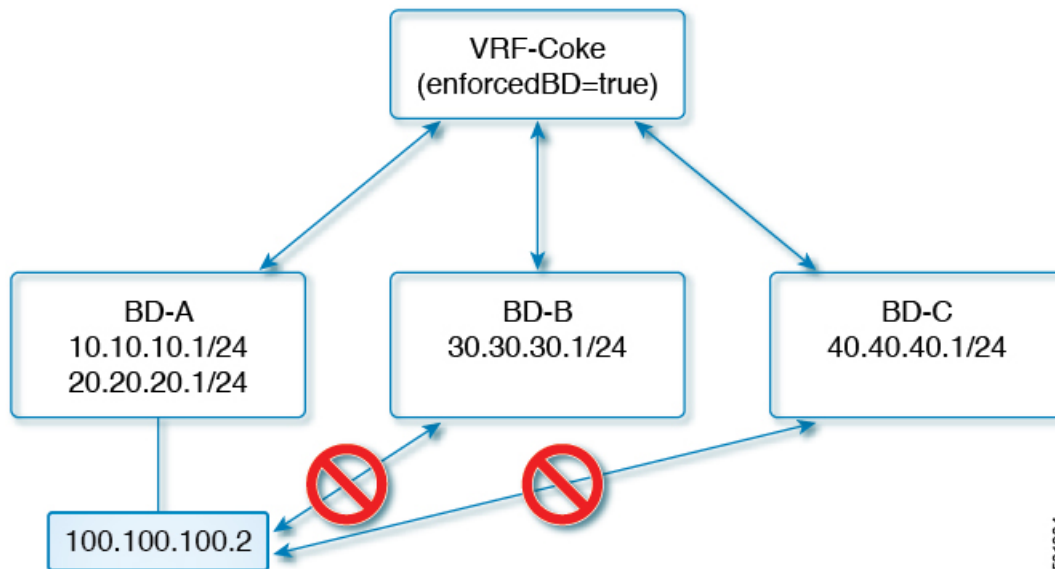 VRF-Coke
(enforcedBD=true)
BD-A
10.10.10.1/24
20.20.20.1/24
BD-B
30.30.30.1/24
BD-C
40.40.40.1/24
100.100.100.2